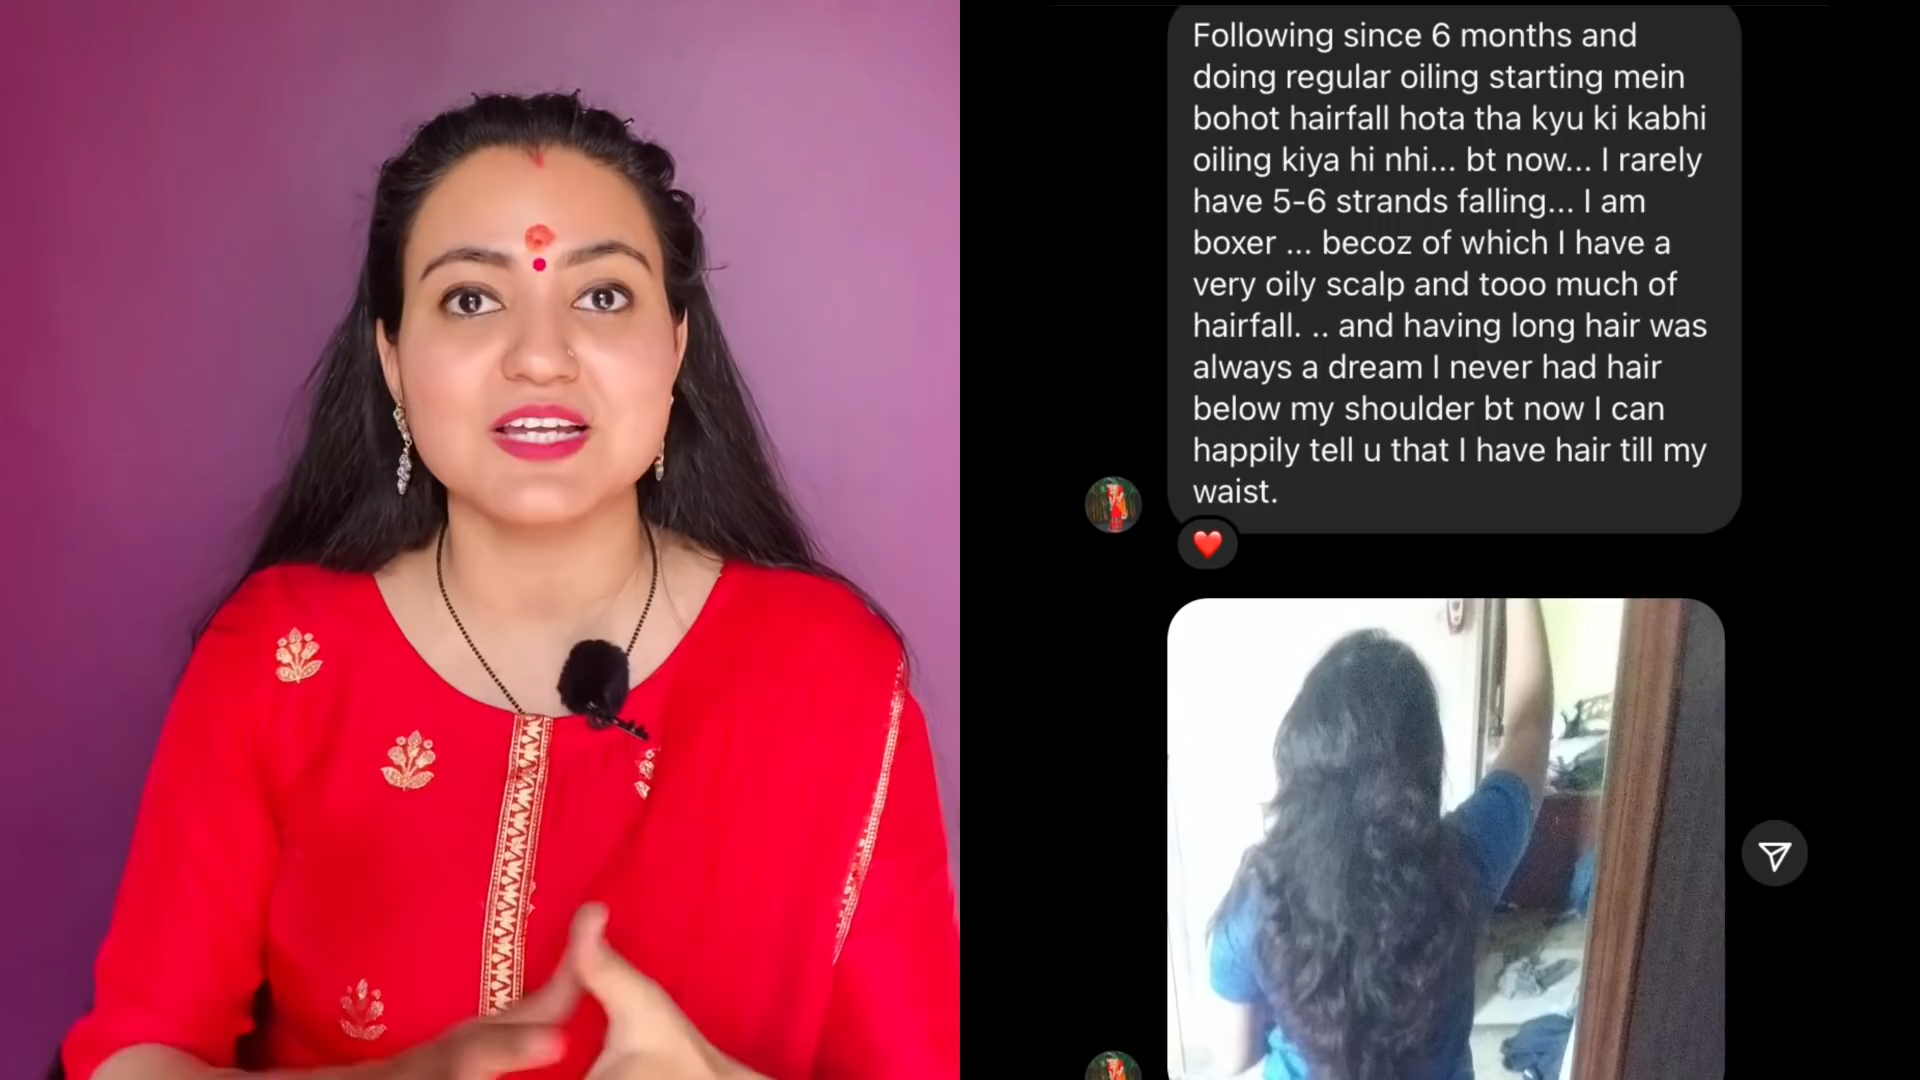 Following since 6 months and
doing regular oiling starting mein
bohot hairfall hota tha kyu ki kabhi
oiling kiya hi nhi... bt now... I rarely
have 5-6 strands falling... I am
boxer ... becoz of which I have a
very oily scalp and tooo much of
hairfall. .. and having long hair was
always a dream I never had hair
below my shoulder bt now I can
happily tell u that I have hair till my
waist.